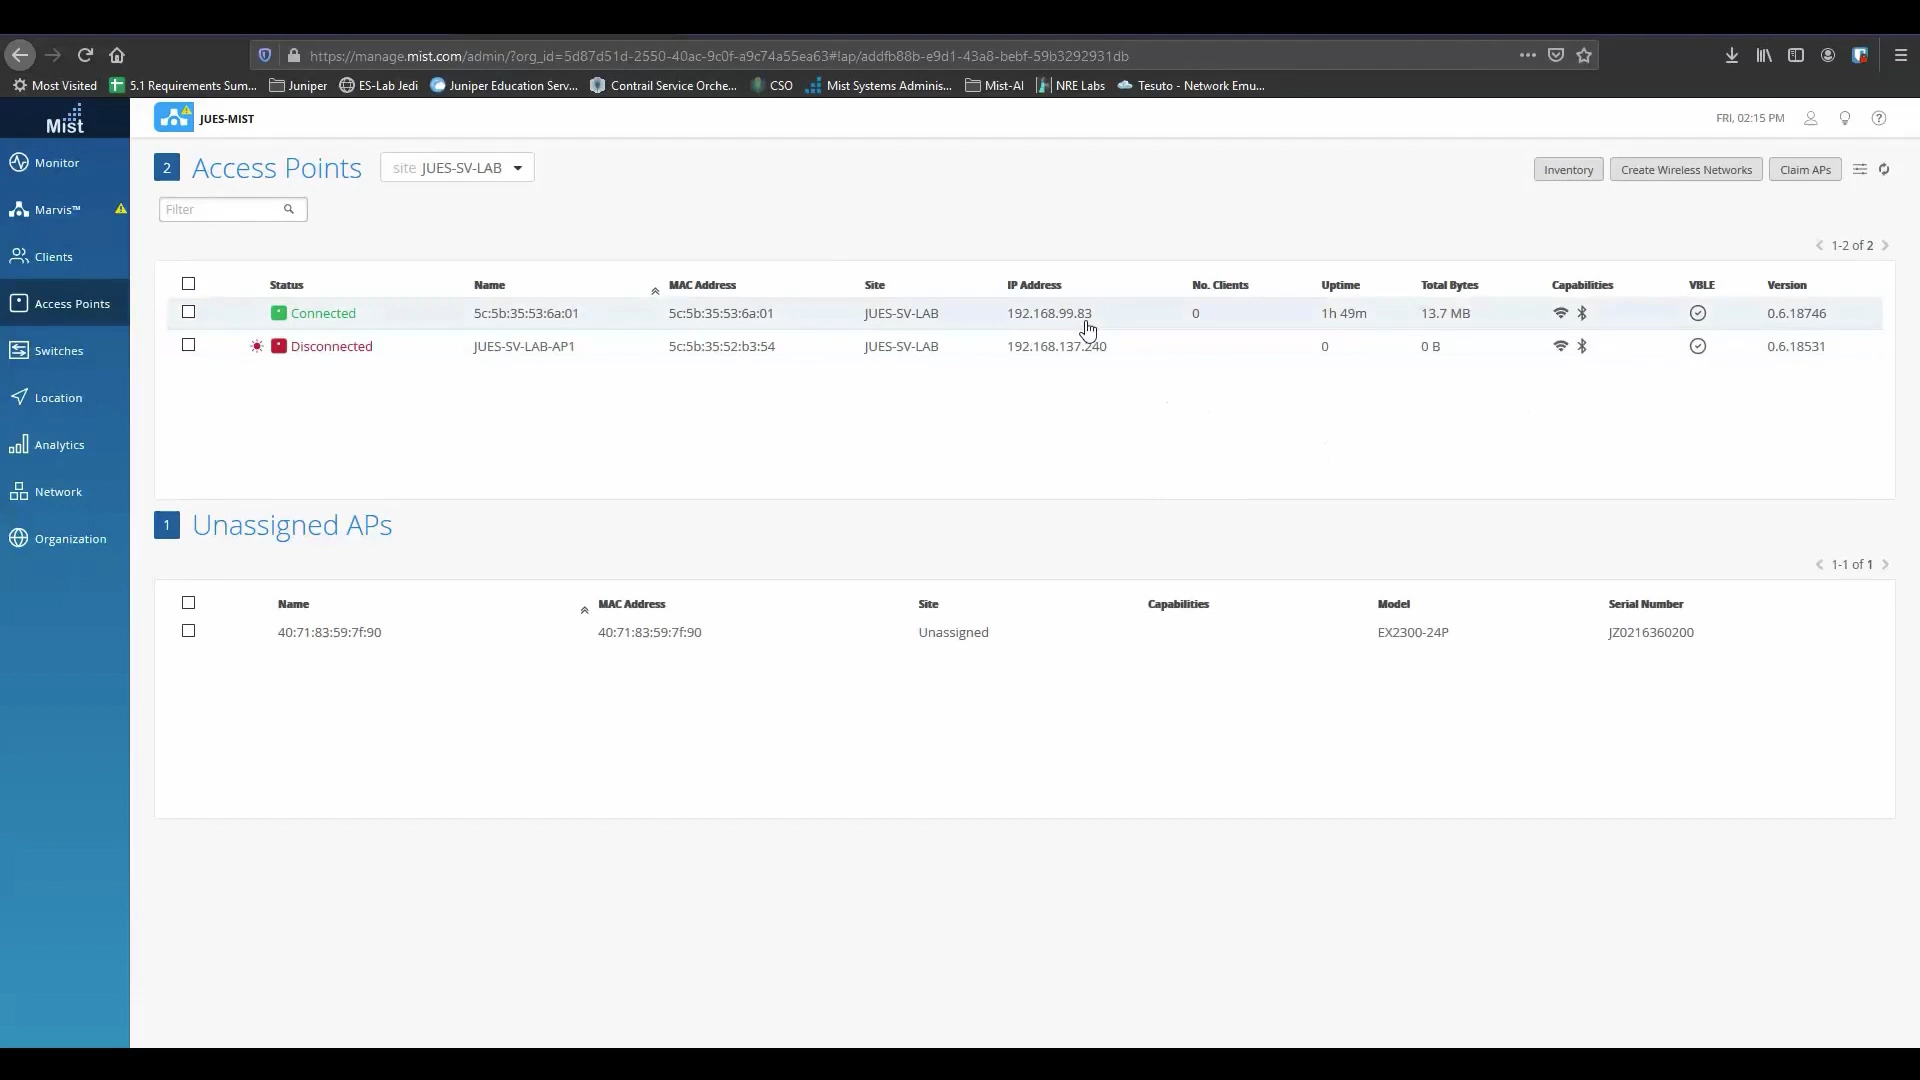 https://manage.mist.com/admin/?org_id=5d87d51d-2550-40ac-9c0f-a9c74a55ea63#!ap/addfb88b-e9d1-43a8-bebf-59b3292931db
Most Visited 5.1 Requirements Sum... Juniper ES-Lab Jedi Juniper Education Serv... Contrail Service Orche... CSO Mist Systems Adminis... Mist-AI NRE Labs Tesuto - Network Emu...
Mist JUES-MIST FRI, 02:15 PM
Monitor
Marvis™
Clients
Access Points
Switches
Location
Analytics
Network
Organization
2 Access Points site JUES-SV-LAB Inventory Create Wireless Networks Claim APs
Filter
1-2 of 2
Status Name MAC Address Site IP Address No. Clients Uptime Total Bytes Capabilities VBLE Version
Connected 5c:5b:35:53:6a:01 5c:5b:35:53:6a:01 JUES-SV-LAB 192.168.99.83 0 1h 49m 13.7 MB 0.6.18746
Disconnected JUES-SV-LAB-AP1 5c:5b:35:52:b3:54 JUES-SV-LAB 192.168.137.240 0 0 B 0.6.18531
1 Unassigned APs
1-1 of 1
Name MAC Address Site Capabilities Model Serial Number
40:71:83:59:7f:90 40:71:83:59:7f:90 Unassigned EX2300-24P JZ0216360200